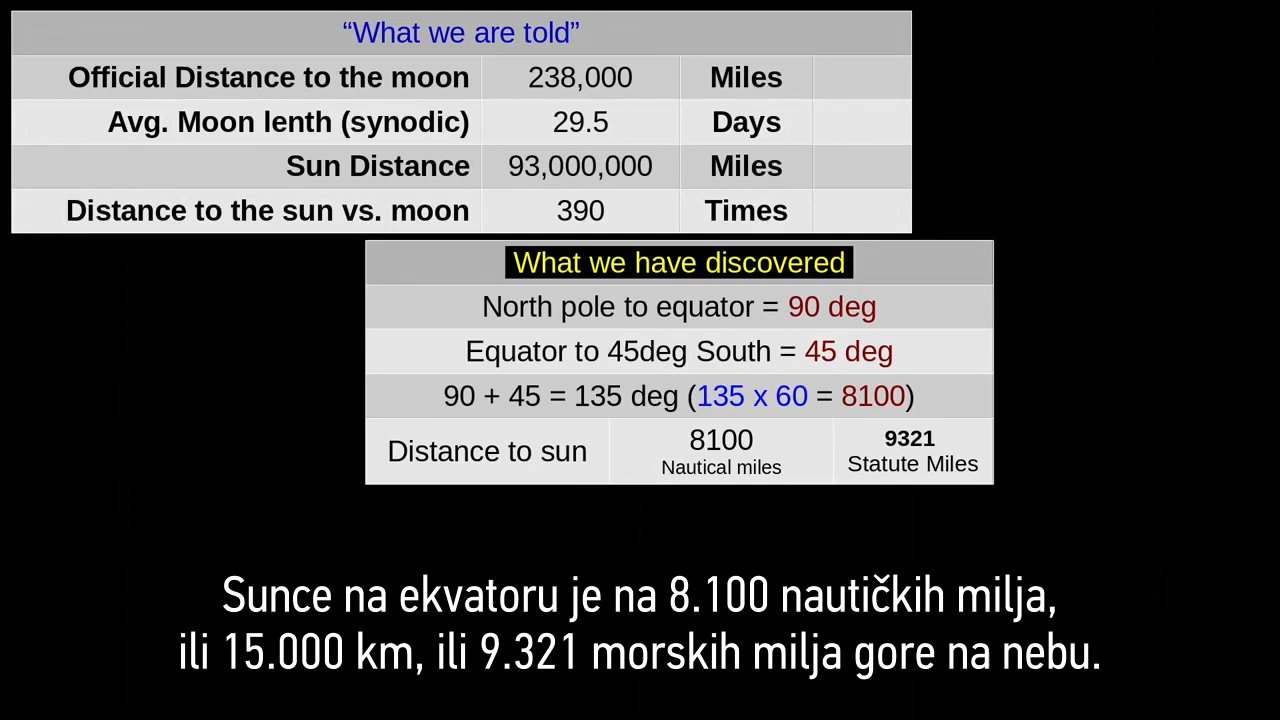 “What we are told”
Official Distance to the moon 238,000 Miles
Avg. Moon lenth (synodic) 29.5 Days
Sun Distance 93,000,000 Miles
Distance to the sun vs. moon 390 Times
What we have discovered
North pole to equator = 90 deg
Equator to 45deg South = 45 deg
90 + 45 = 135 deg (135 x 60 = 8100)
Distance to sun 8100 Nautical miles 9321 Statute Miles
Sunce na ekvatoru je na 8.100 nautičkih milja,
ili 15.000 km, ili 9.321 morskih milja gore na nebu.